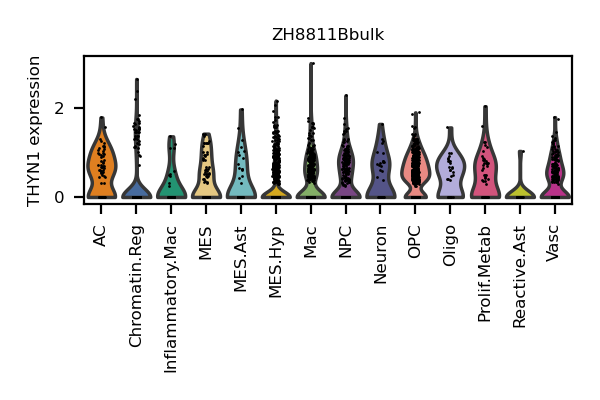 ZH8811Bbulk
THYN1 expression
2
0
AC
Chromatin.Reg
Inflammatory.Mac
MES
MES.Ast
MES.Hyp
Mac
NPC
Neuron
OPC
Oligo
Prolif.Metab
Reactive.Ast
Vasc